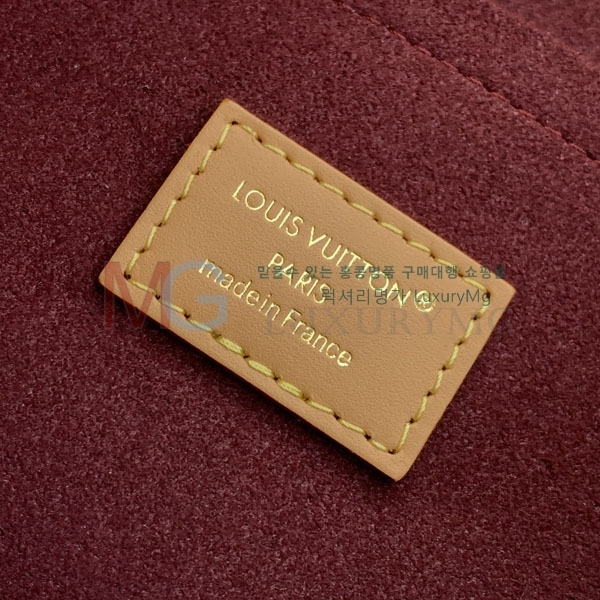 LOUIS VUITTON®
PARIS
made in France
믿을수 있는 홍콩명품 구매대행 쇼핑몰
럭셔리명가 LuxuryMg
MG LUXURYMG